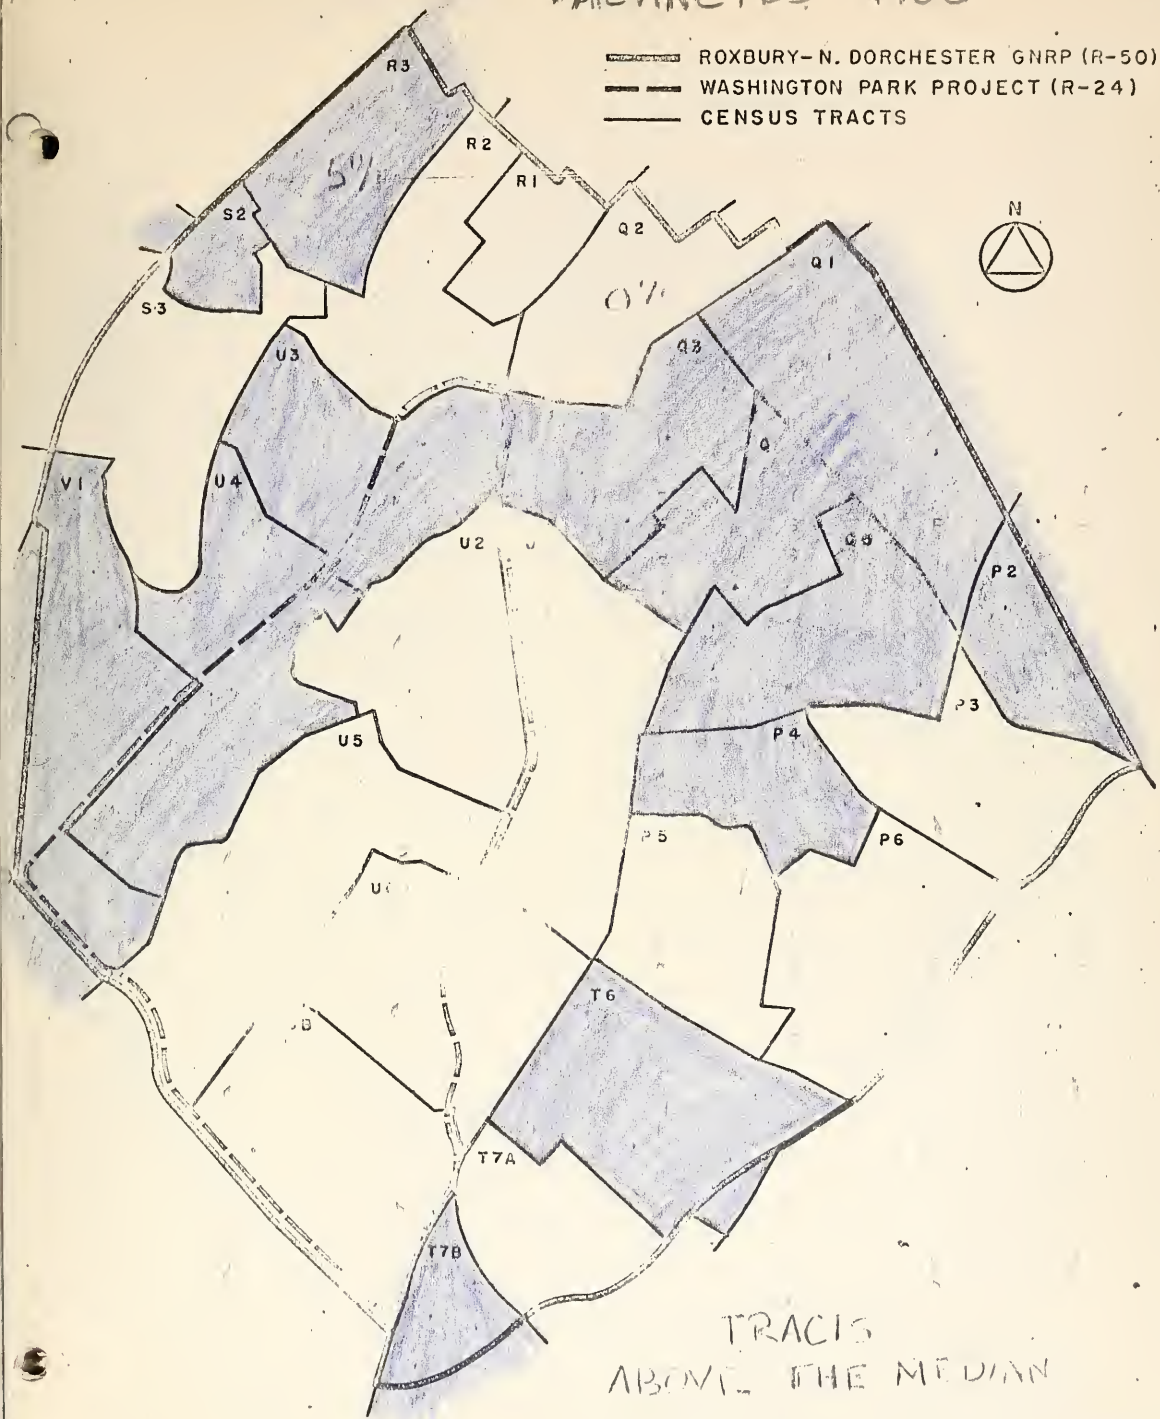 ROXBURY-N. DORCHESTER GNRP (R-50)
WASHINGTON PARK PROJECT (R-24)
CENSUS TRACTS
N
R3
R2
R1
5%
S2
Q2
Q1
S3
0%
U3
Q3
V1
U4
U2
P2
P3
P4
U5
P5
P6
T6
T7A
T7B
TRACTS
ABOVE THE MEDIAN